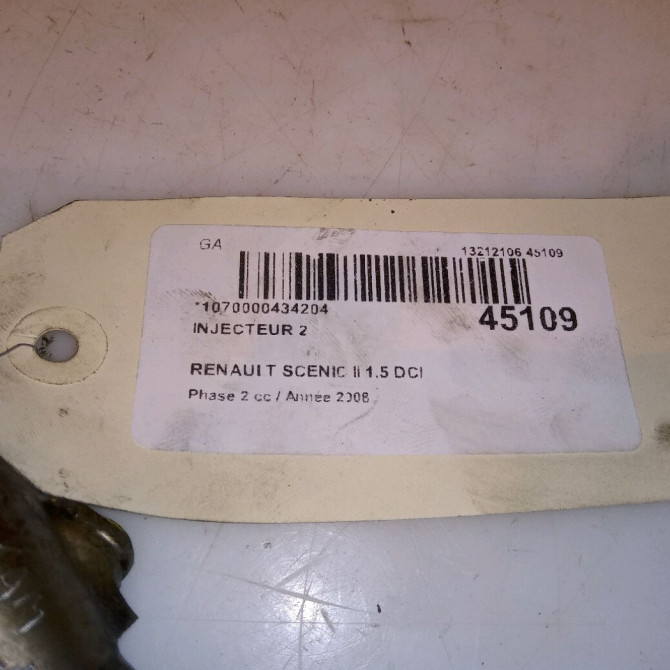 GA
13212106 45109
*1070000434204
45109
INJECTEUR 2
RENAULT SCENIC II 1.5 DCI
Phase 2 cc / Année 2008